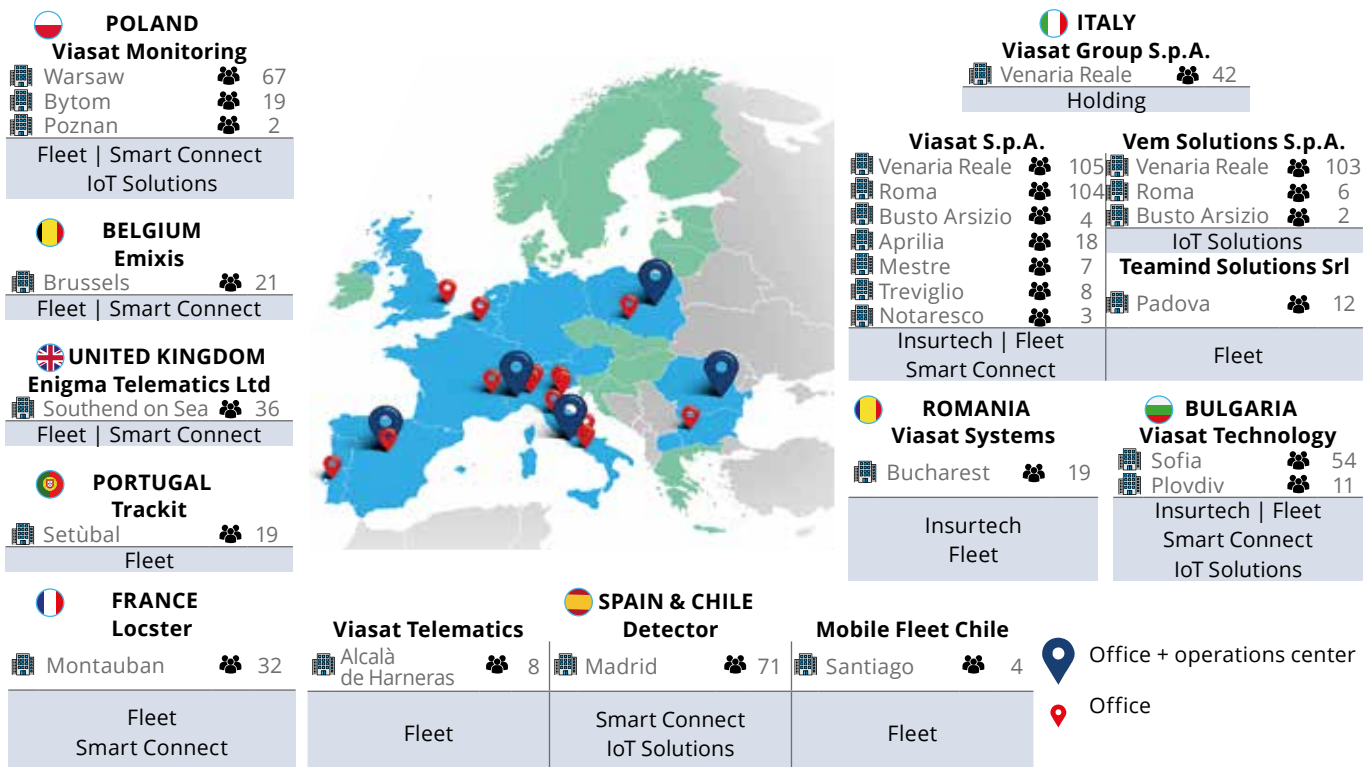 POLAND
Viasat Monitoring
Warsaw 67
Bytom 19
Poznan 2
Fleet | Smart Connect
IoT Solutions
BELGIUM
Emixis
Brussels 21
Fleet | Smart Connect
UNITED KINGDOM
Enigma Telematics Ltd
Southend on Sea 36
Fleet | Smart Connect
PORTUGAL
Trackit
Setùbal 19
Fleet
FRANCE
Locster
Montauban 32
Fleet
Smart Connect
ITALY
Viasat Group S.p.A.
Venaria Reale 42
Holding
Viasat S.p.A.
Venaria Reale 105
Roma 104
Busto Arsizio 4
Aprilia 18
Mestre 7
Treviglio 8
Notaresco 3
Insurtech | Fleet
Smart Connect
Vem Solutions S.p.A.
Venaria Reale 103
Roma 6
Busto Arsizio 2
IoT Solutions
Teamind Solutions Srl
Padova 12
Fleet
ROMANIA
Viasat Systems
Bucharest 19
Insurtech
Fleet
BULGARIA
Viasat Technology
Sofia 54
Plovdiv 11
Insurtech | Fleet
Smart Connect
IoT Solutions
SPAIN & CHILE
Viasat Telematics
Alcalà
de Harneras 8
Fleet
Detector
Madrid 71
Smart Connect
IoT Solutions
Mobile Fleet Chile
Santiago 4
Fleet
Office + operations center
Office